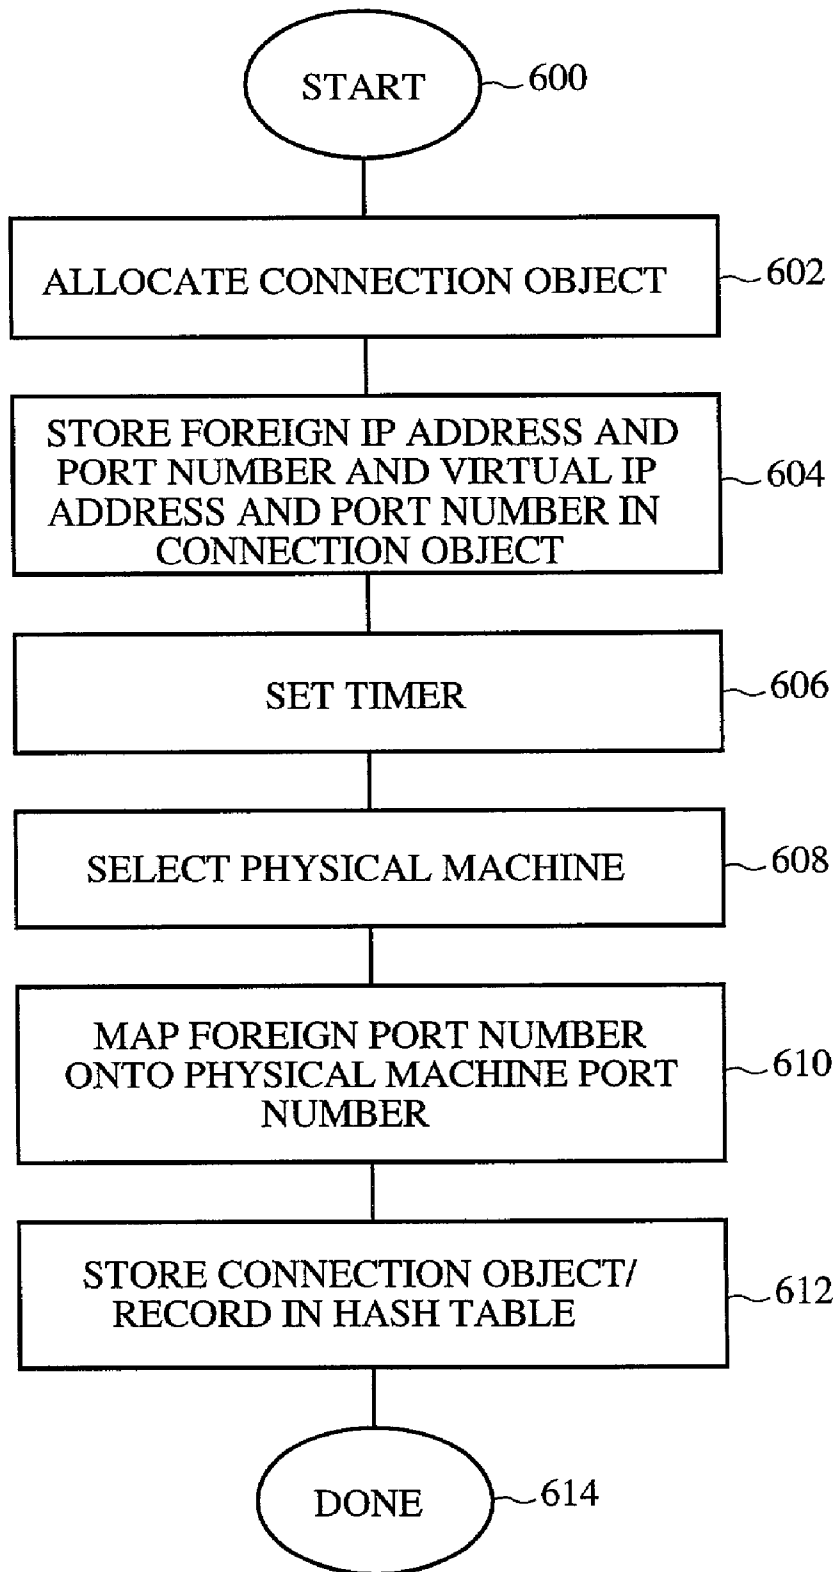 START
600
ALLOCATE CONNECTION OBJECT
602
STORE FOREIGN IP ADDRESS AND
PORT NUMBER AND VIRTUAL IP
ADDRESS AND PORT NUMBER IN
CONNECTION OBJECT
604
SET TIMER
606
SELECT PHYSICAL MACHINE
608
MAP FOREIGN PORT NUMBER
ONTO PHYSICAL MACHINE PORT
NUMBER
610
STORE CONNECTION OBJECT/
RECORD IN HASH TABLE
612
DONE
614